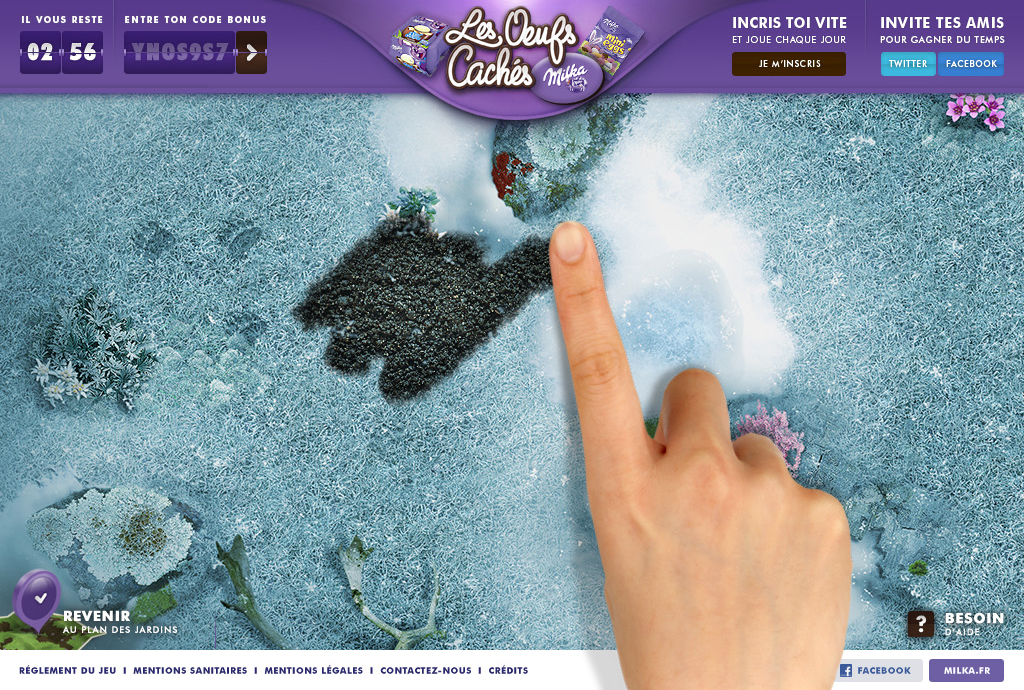 IL VOUS RESTE
02 56
ENTRE TON CODE BONUS
YHOS9S7
Les Oeufs
Cachés
Milka
mini eggs
INCRIS TOI VITE
ET JOUE CHAQUE JOUR
JE M'INSCRIS
INVITE TES AMIS
POUR GAGNER DU TEMPS
TWITTER FACEBOOK
REVENIR
AU PLAN DES JARDINS
?
BESOIN
D'AIDE
RÉGLEMENT DU JEU I MENTIONS SANITAIRES I MENTIONS LÉGALES I CONTACTEZ-NOUS I CRÉDITS
FACEBOOK MILKA.FR